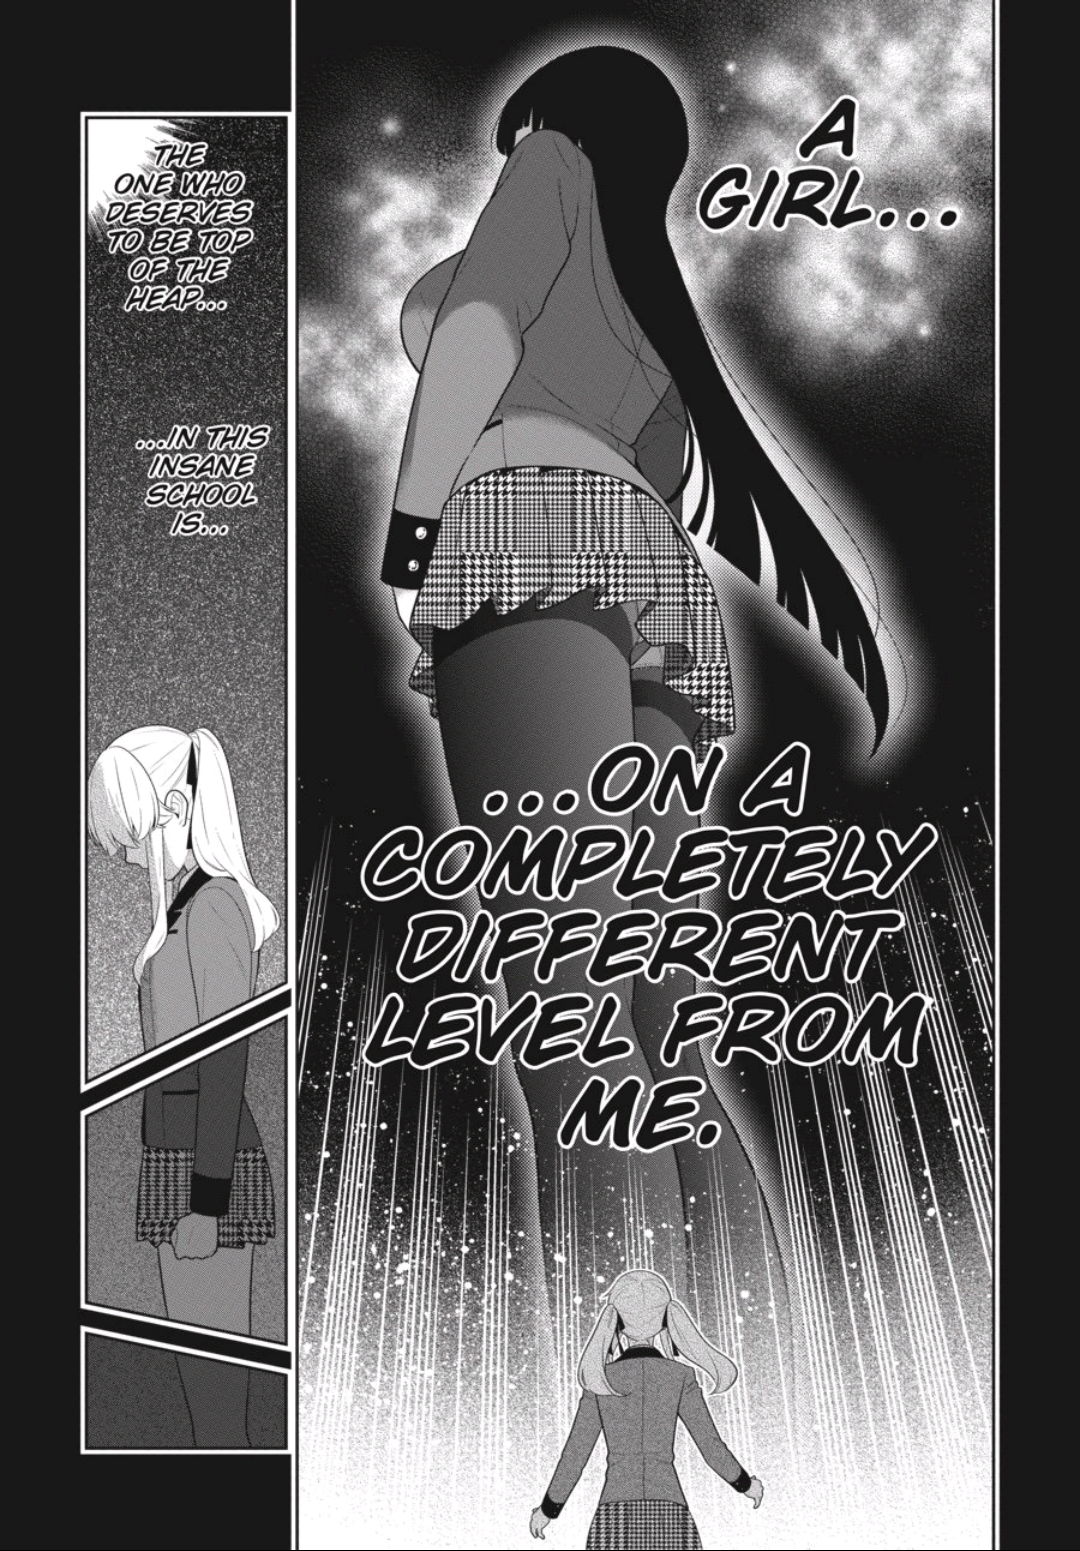 THE
ONE WHO
DESERVES
TO BE TOP
OF THE
HEAP...
...IN THIS
INSANE
SCHOOL
IS...
A
GIRL...
...ON A
COMPLETELY
DIFFERENT
LEVEL FROM
ME.